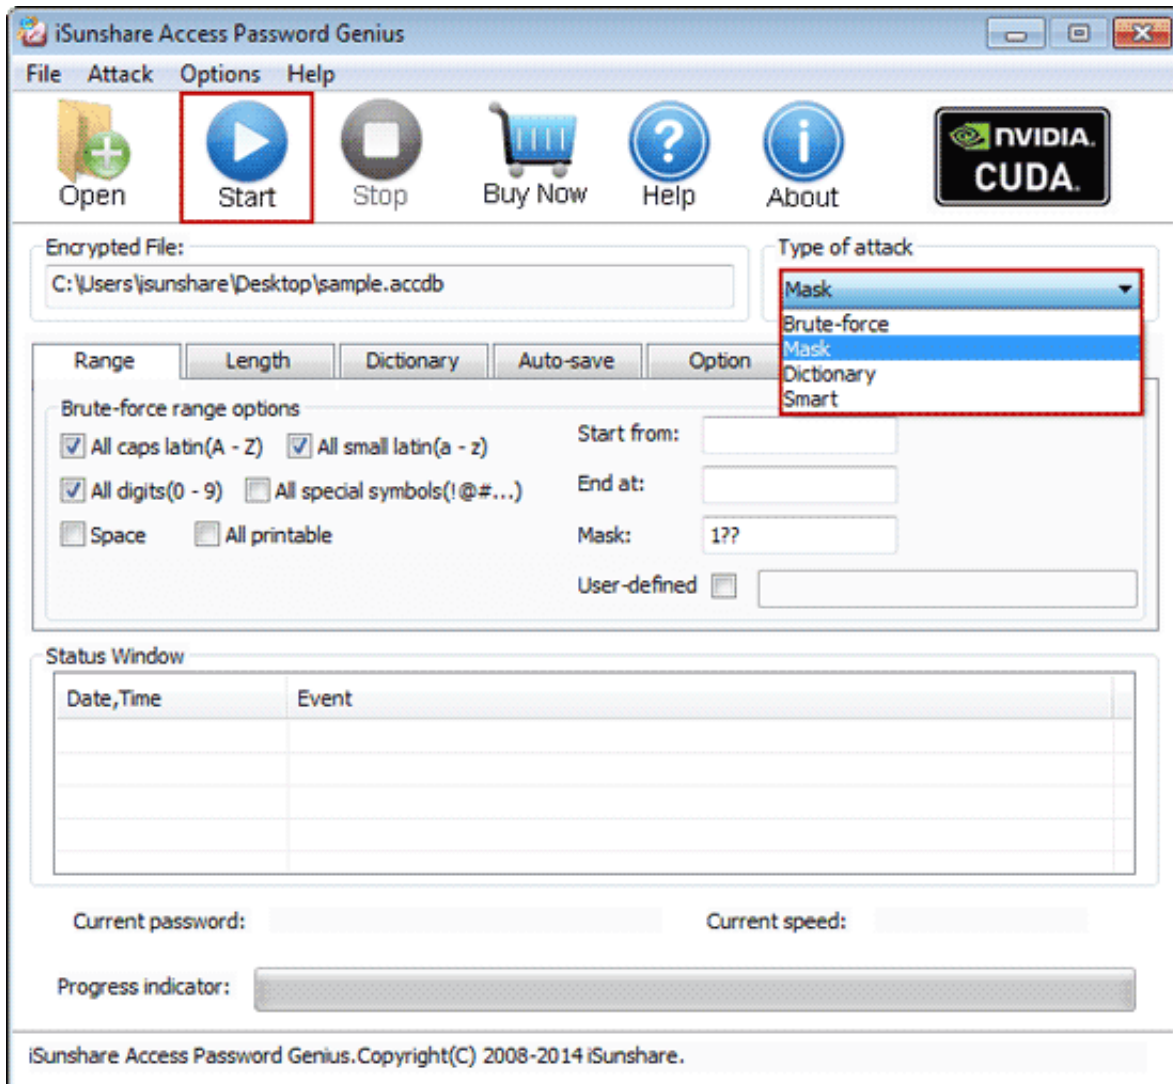 iSunshare Access Password Genius
File Attack Options Help
Open Start Stop Buy Now Help About nVIDIA. CUDA.
Encrypted File:
C:\Users\isunshare\Desktop\sample.accdb
Type of attack
Mask
Brute-force
Mask
Dictionary
Smart
Range Length Dictionary Auto-save Option
Brute-force range options
All caps latin(A - Z) All small latin(a - z)
All digits(0 - 9) All special symbols(!@#...)
Space All printable
Start from:
End at:
Mask: 1??
User-defined
Status Window
Date,Time Event
Current password: Current speed:
Progress indicator:
iSunshare Access Password Genius.Copyright(C) 2008-2014 iSunshare.